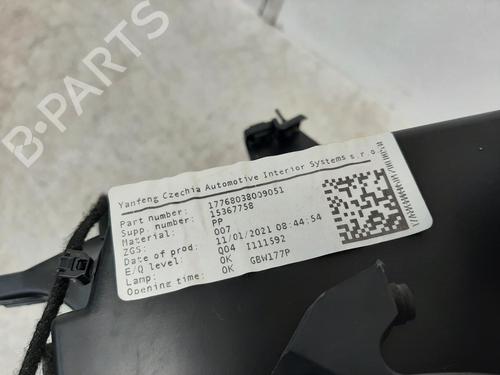 B-PARTS
Yanfeng Czechia Automotive Interior Systems s.r.o.
Part number: 17768038009051
Supp. number: 15367758
Material: PP
ZGS: 007
Date of prod: 11/01/2021 08:44:54
E/Q level: Q04 I111592
Lamp: OK GBW177P
Opening time: OK